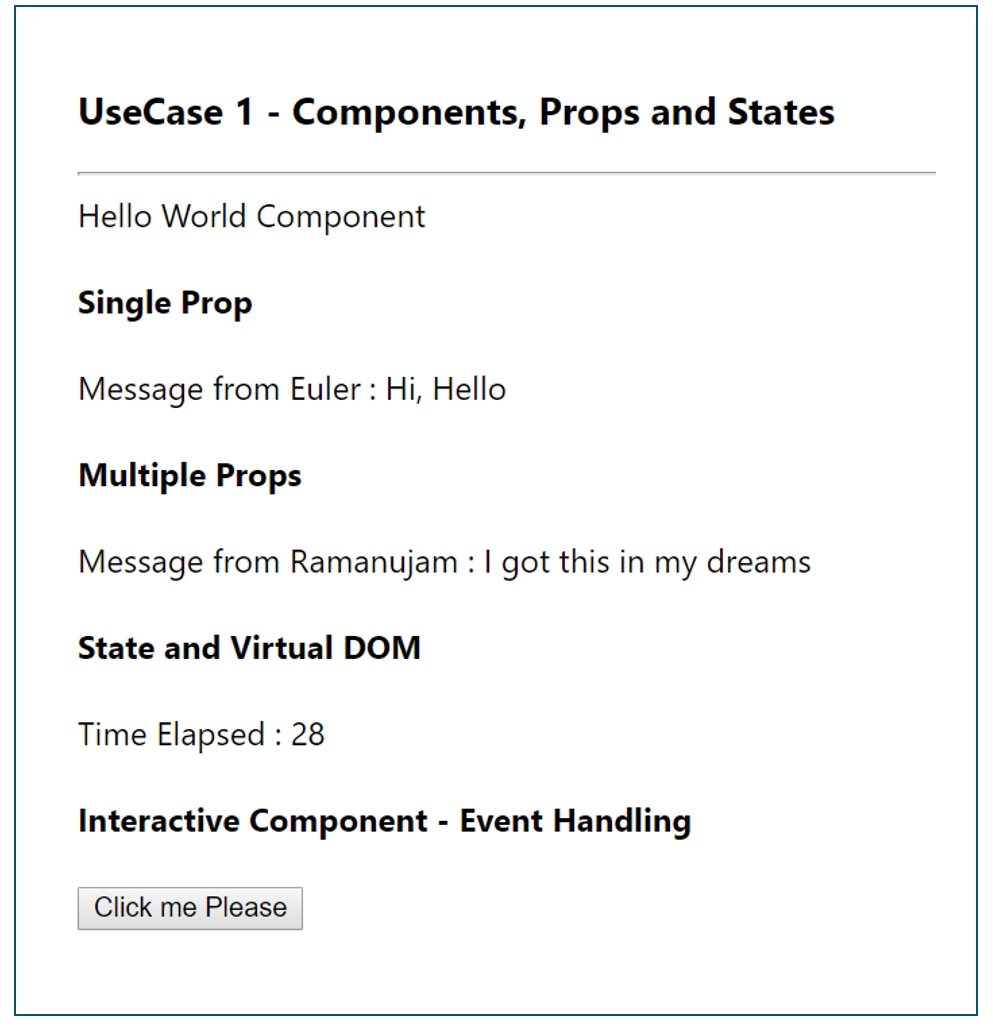 UseCase 1 - Components, Props and States
Hello World Component
Single Prop
Message from Euler : Hi, Hello
Multiple Props
Message from Ramanujam : I got this in my dreams
State and Virtual DOM
Time Elapsed : 28
Interactive Component - Event Handling
Click me Please